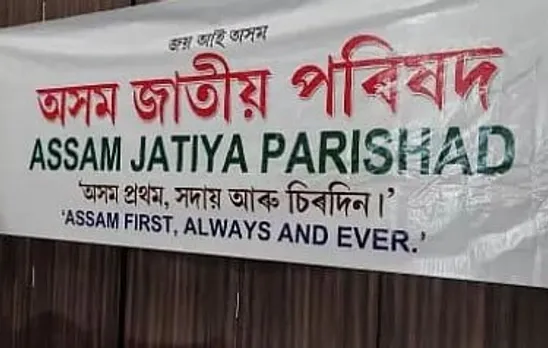 জয় আই অসম
অসম জাতীয় পৰিষদ
ASSAM JATIYA PARISHAD
'অসম প্ৰথম, সদায় আৰু চিৰদিন।'
'ASSAM FIRST, ALWAYS AND EVER.'